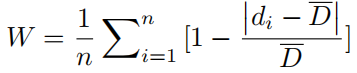 $W = \frac{1}{n} \sum_{i=1}^{n} [1 - \frac{|d_i - \overline{D}|}{\overline{D}}]$